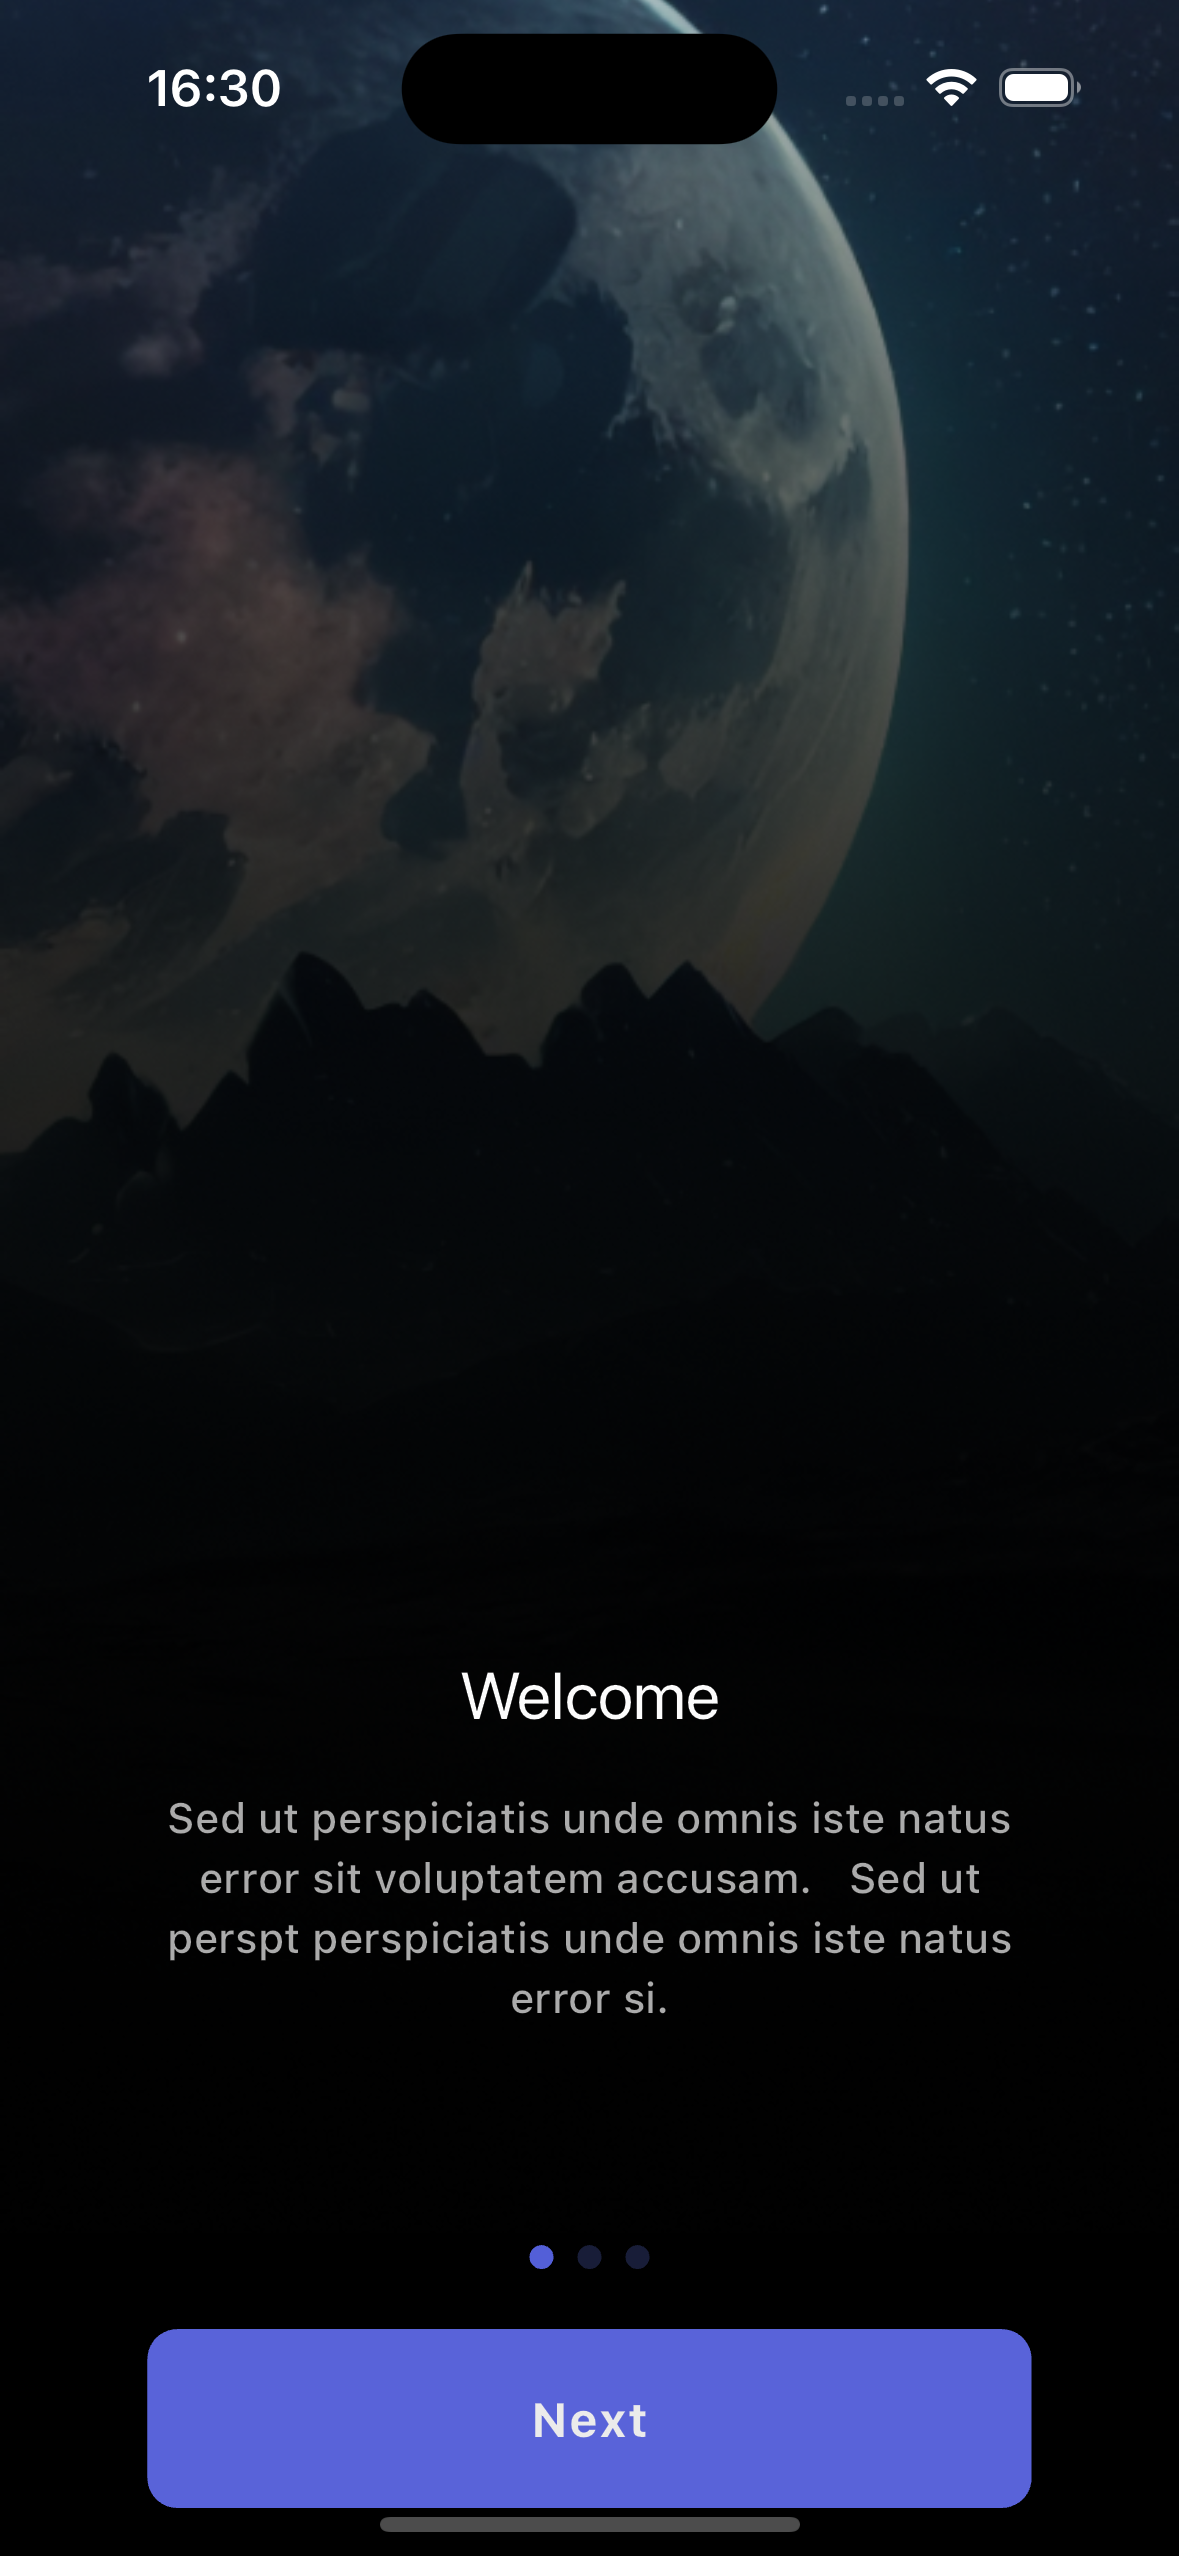 16:30
Welcome
Sed ut perspiciatis unde omnis iste natus
error sit voluptatem accusam.   Sed ut
perspt perspiciatis unde omnis iste natus
error si.
Next